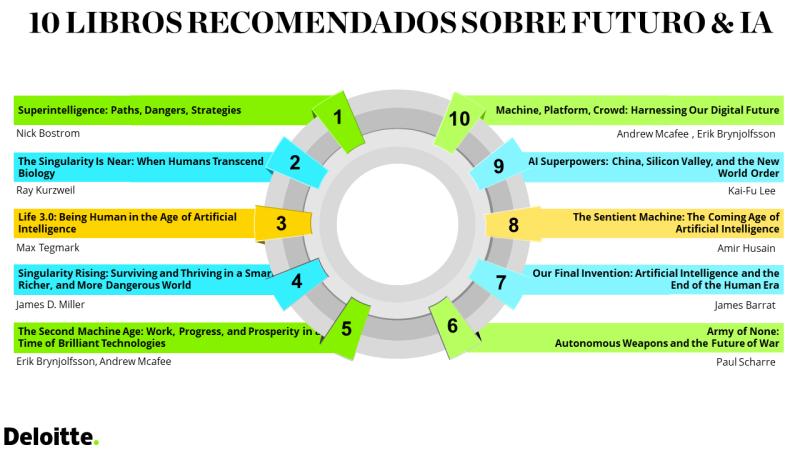 10 LIBROS RECOMENDADOS SOBRE FUTURO & IA
1
Superintelligence: Paths, Dangers, Strategies
Nick Bostrom
2
The Singularity Is Near: When Humans Transcend
Biology
Ray Kurzweil
3
Life 3.0: Being Human in the Age of Artificial
Intelligence
Max Tegmark
4
Singularity Rising: Surviving and Thriving in a Smar
Richer, and More Dangerous World
James D. Miller
5
The Second Machine Age: Work, Progress, and Prosperity in
Time of Brilliant Technologies
Erik Brynjolfsson, Andrew Mcafee
10
Machine, Platform, Crowd: Harnessing Our Digital Future
Andrew Mcafee , Erik Brynjolfsson
9
AI Superpowers: China, Silicon Valley, and the New
World Order
Kai-Fu Lee
8
The Sentient Machine: The Coming Age of
Artificial Intelligence
Amir Husain
7
Our Final Invention: Artificial Intelligence and the
End of the Human Era
James Barrat
6
Army of None:
Autonomous Weapons and the Future of War
Paul Scharre
Deloitte.